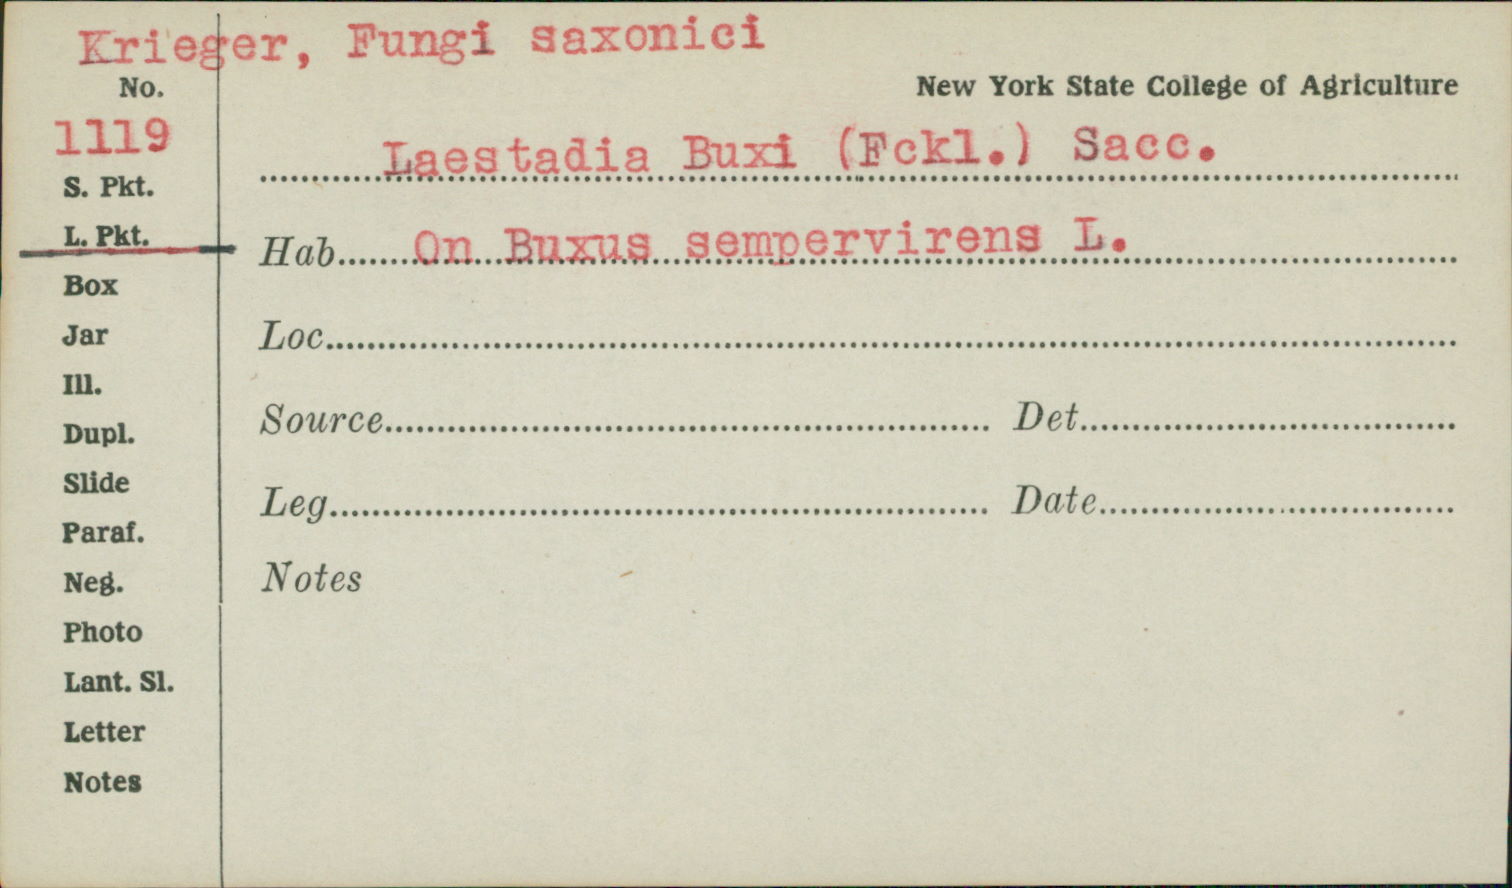 Krieger, Fungi saxonici
No.
New York State College of Agriculture
1119
Laestadia Buxi (Fckl.) Sacc.
S. Pkt.
L. Pkt.
Hab. On Buxus sempervirens L.
Box
Jar
Loc.
Ill.
Source Det.
Dupl.
Slide
Leg. Date
Paraf.
Neg.
Notes
Photo
Lant. Sl.
Letter
Notes